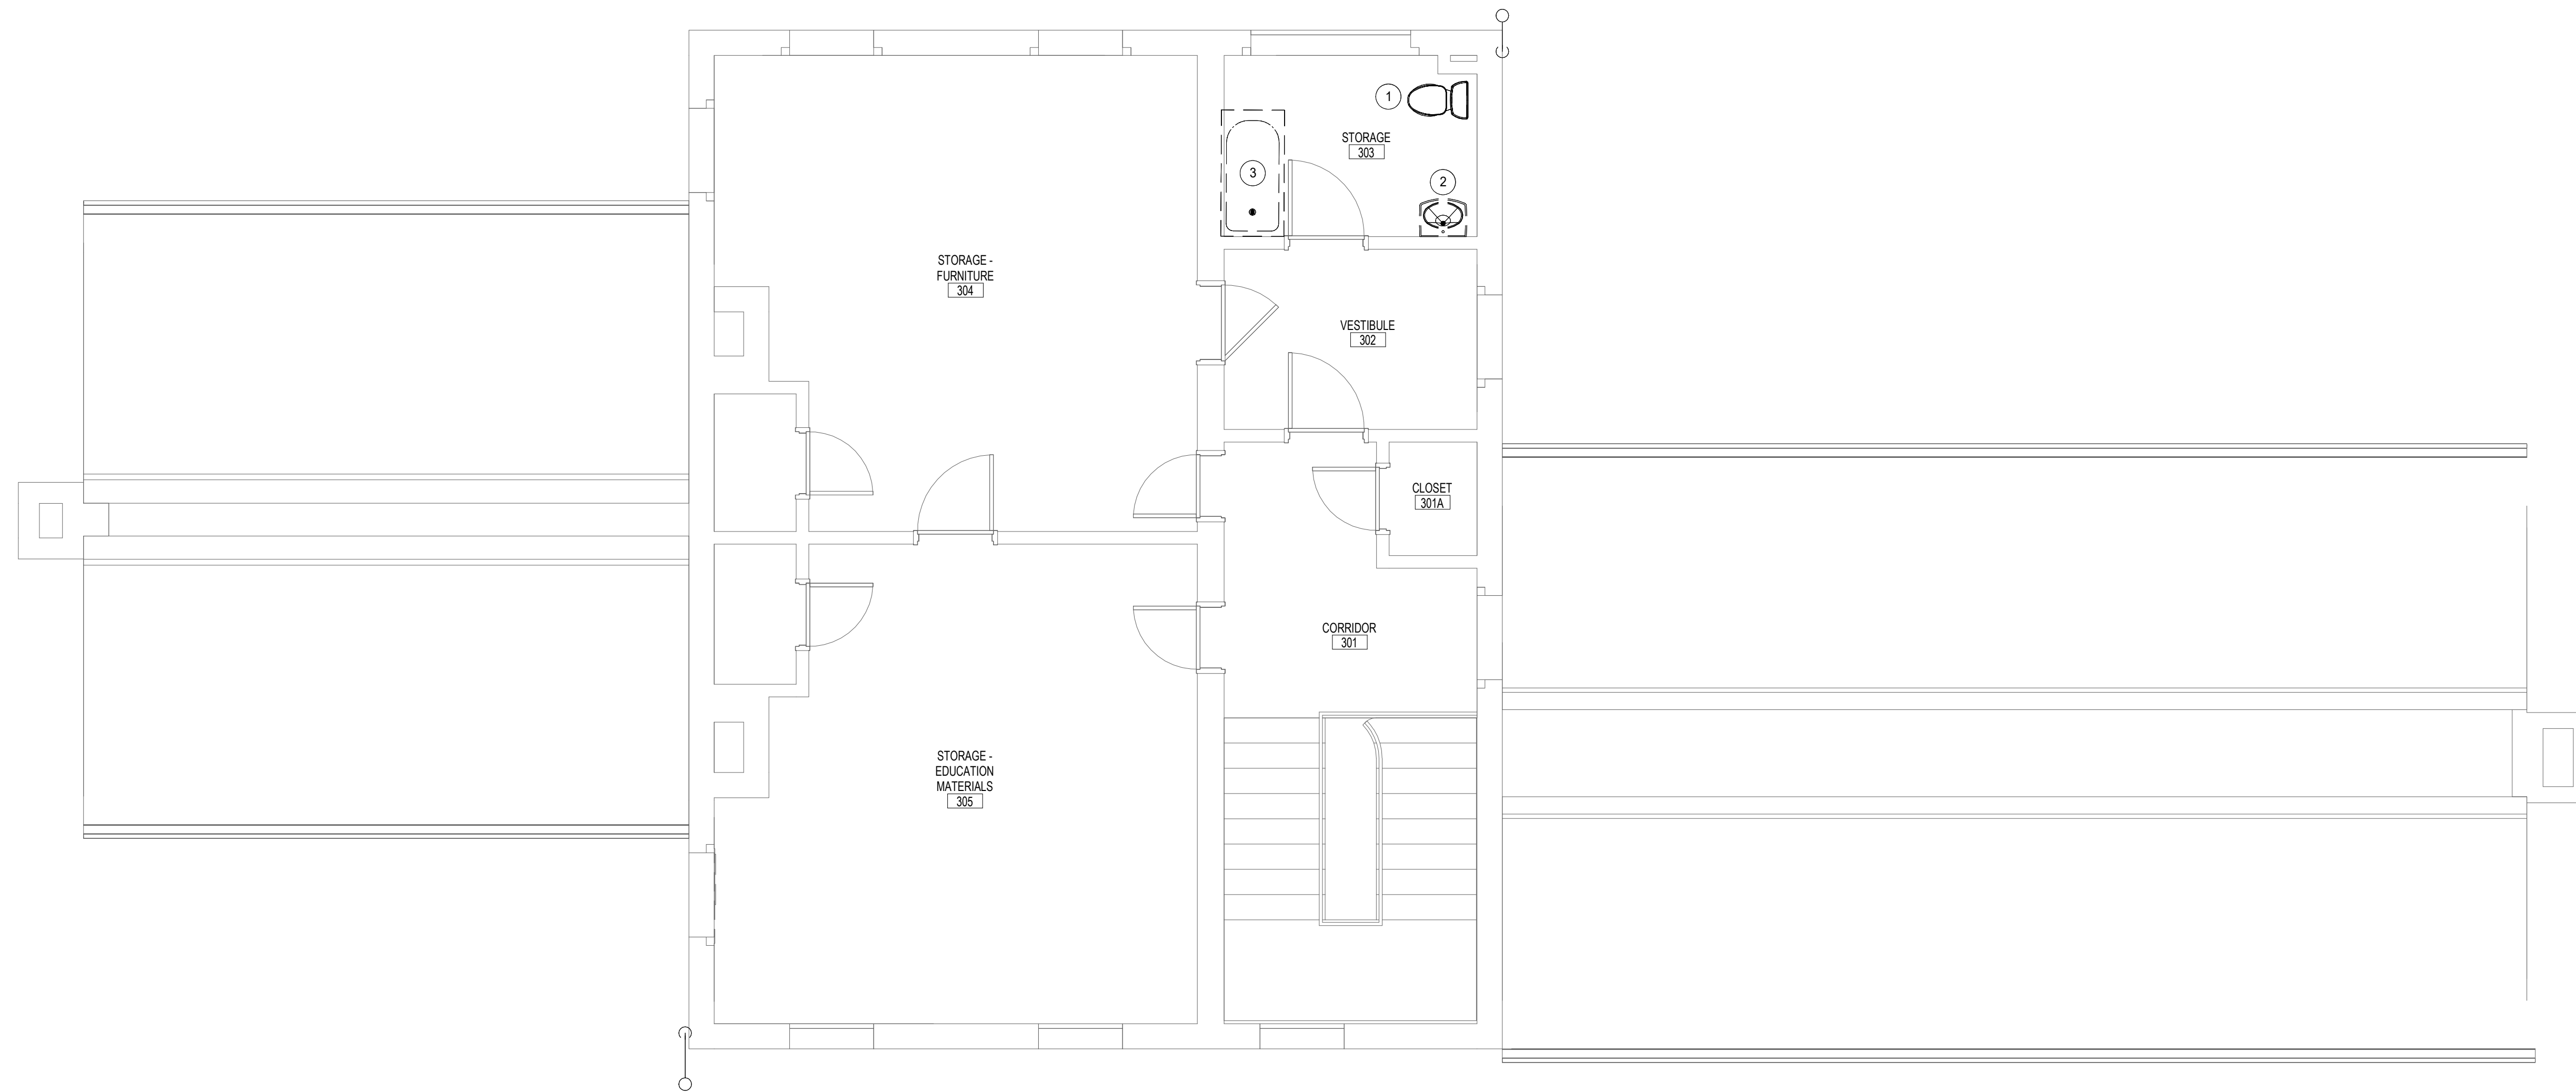 1
STORAGE
303
3
2
STORAGE -
FURNITURE
304
VESTIBULE
302
CLOSET
301A
CORRIDOR
301
STORAGE -
EDUCATION
MATERIALS
305